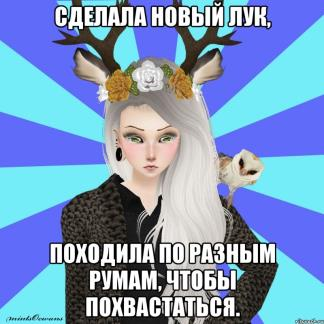 СДЕЛАЛА НОВЫЙ ЛУК,
ПОХОДИЛА ПО РАЗНЫМ
РУМАМ, ЧТОБЫ
ПОХВАСТАТЬСЯ.